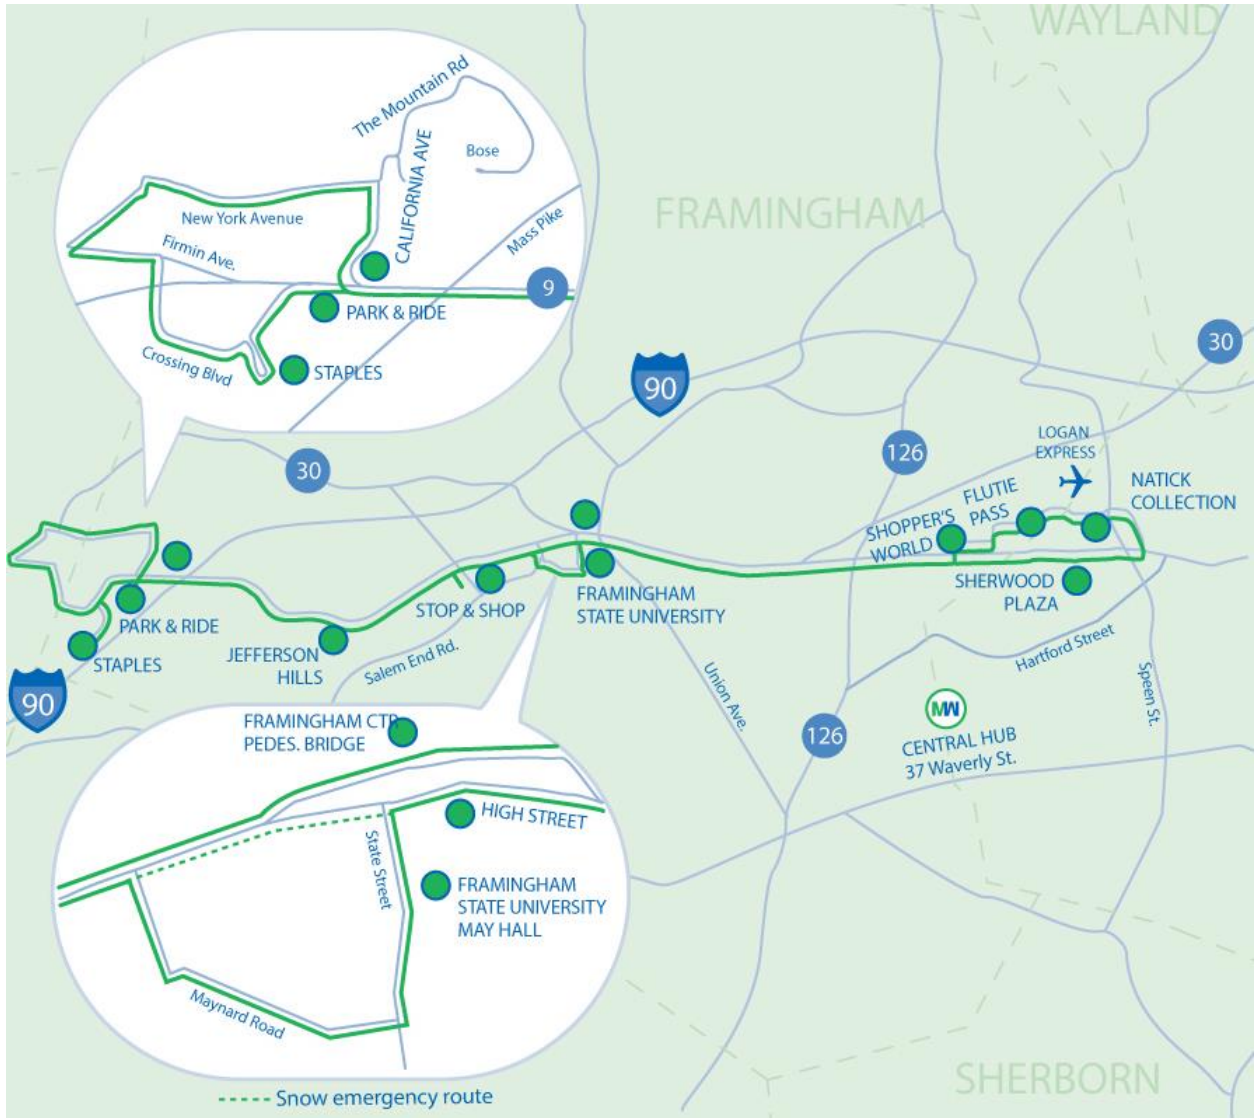 WAYLAND
The Mountain Rd
CALIFORNIA AVE
Bose
New York Avenue
Mass Pike
FRAMINGHAM
Firmin Ave.
9
PARK & RIDE
Crossing Blvd
STAPLES
30
90
30
126
LOGAN
EXPRESS
FLUTIE
PASS
NATICK
COLLECTION
SHOPPER'S
WORLD
SHERWOOD
PLAZA
FRAMINGHAM
STATE UNIVERSITY
STOP & SHOP
PARK & RIDE
STAPLES
JEFFERSON
HILLS
Salem End Rd.
90
Hartford Street
Union Ave.
Speen St.
126
MW
CENTRAL HUB
37 Waverly St.
FRAMINGHAM CTR
PEDES. BRIDGE
HIGH STREET
State Street
FRAMINGHAM
STATE UNIVERSITY
MAY HALL
Maynard Road
Snow emergency route
SHERBORN